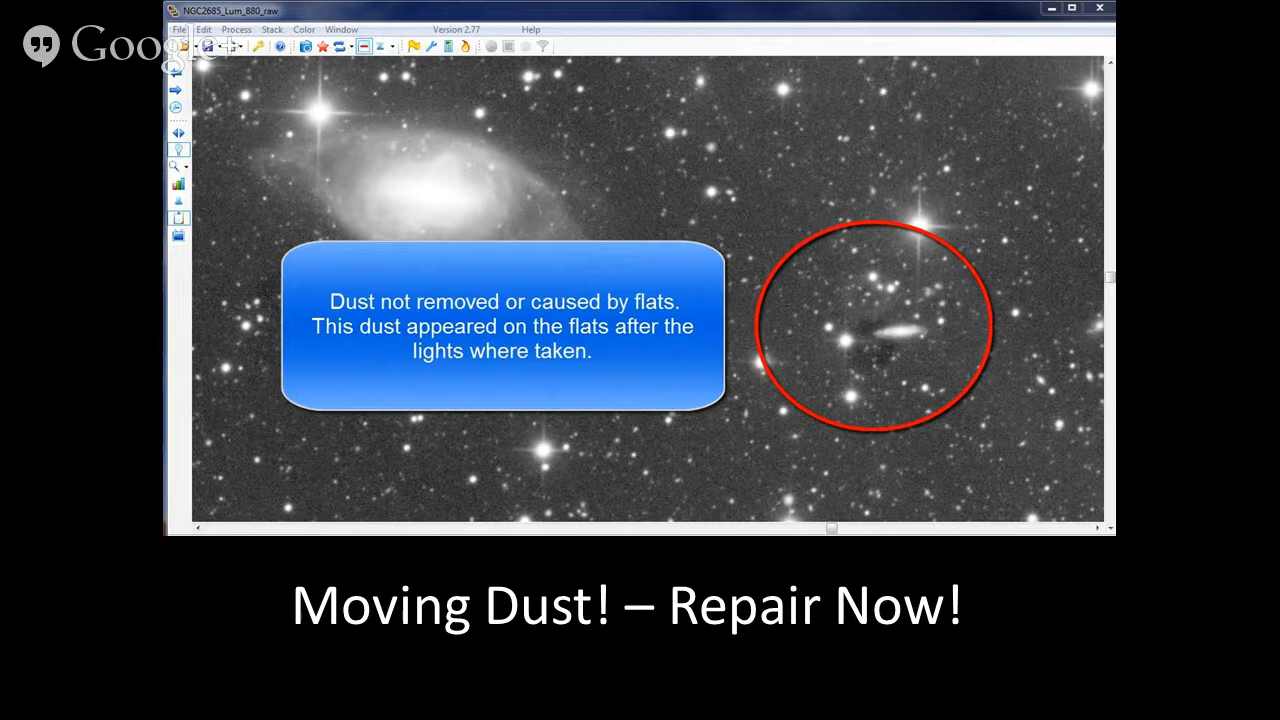 NGC2685_Lum_880_raw
File Edit Process Stack Color Window Version 2.77 Help
Google+
Dust not removed or caused by flats.
This dust appeared on the flats after the
lights where taken.
Moving Dust! – Repair Now!